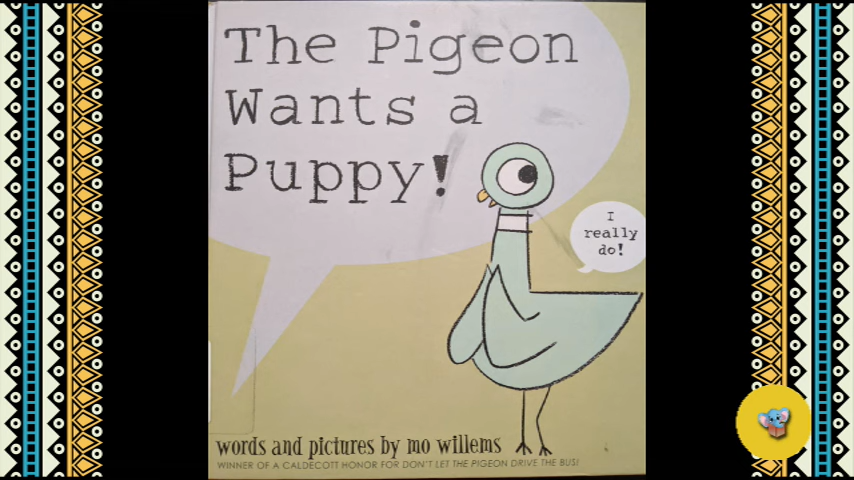 The Pigeon
Wants a
Puppy!
I
really
do!
words and pictures by mo willems
WINNER OF A CALDECOTT HONOR FOR DON'T LET THE PIGEON DRIVE THE BUS!